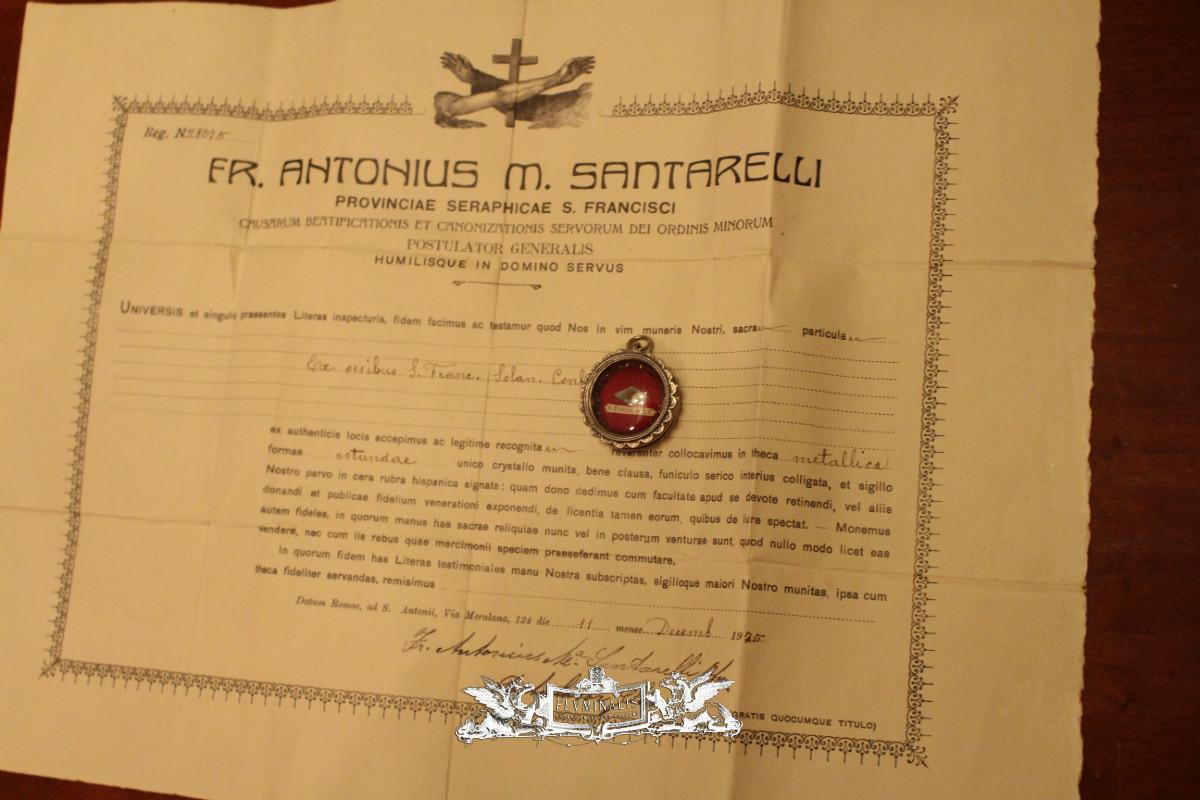 Reg. N
FR. ANTONIUS M. SANTARELLI
PROVINCIAE SERAPHICAE S. FRANCISCI
CAUSARUM BEATIFICATIONIS ET CANONIZATIONIS SERVORUM DEI ORDINIS MINORUM
POSTULATOR GENERALIS
HUMILISQUE IN DOMINO SERVUS
UNIVERSIS et singulis praesentes Literas inspecturis, fidem facimus ac testamur quod Nos in vim muneris Nostri, sacra particula
Ex ossibus S. Franc. Solan. Conf
ex authenticis locis accepimus ac legitime recognita reverenter collocavimus in theca metallica
formae rotundae unico crystallo munita, bene clausa, funiculo serico interius colligata, et sigillo
Nostro parvo in cera rubra hispanica signata; quam dono dedimus cum facultate apud se devote retinendi, vel aliis
donandi, et publicae fidelium venerationi exponendi, de licentia tamen eorum, quibus de iure spectat. — Monemus
autem fideles, in quorum manus hae sacrae reliquiae nunc vel in posterum venturae sunt, quod nullo modo licet eas
vendere, nec cum iis rebus quae mercimonii speciem praeseferant commutare,
In quorum fidem has Literas testimoniales manu Nostra subscriptas, sigilloque maiori Nostro munitas, ipsa cum
theca fideliter servandas, remisimus
Datum Romae, ad S. Antonii, Via Merulana, 124 die 11 mense Decemb 1925
Fr. Antonius Ma. Santarelli
GRATIS QUOCUMQUE TITULO)
FLVMINALIS